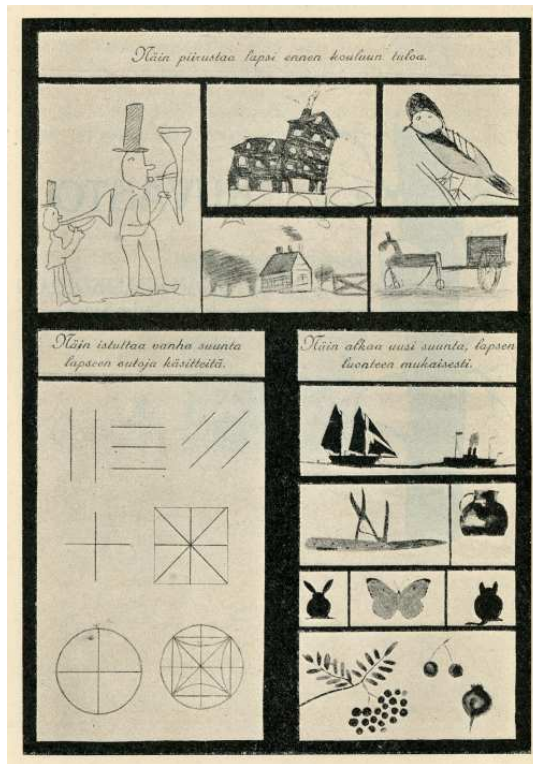 Näin piirustaa lapsi ennen kouluun tuloa.
Näin istuttaa vanha suunta
lapseen outoja käsitteitä.
Näin alkaa uusi suunta, lapsen
luonteen mukaisesti.